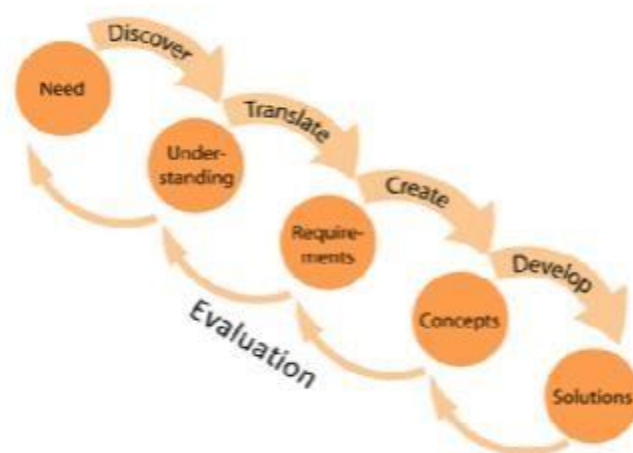 Discover
Need
Translate
Under-
standing
Create
Require-
ments
Develop
Concepts
Evaluation
Solutions